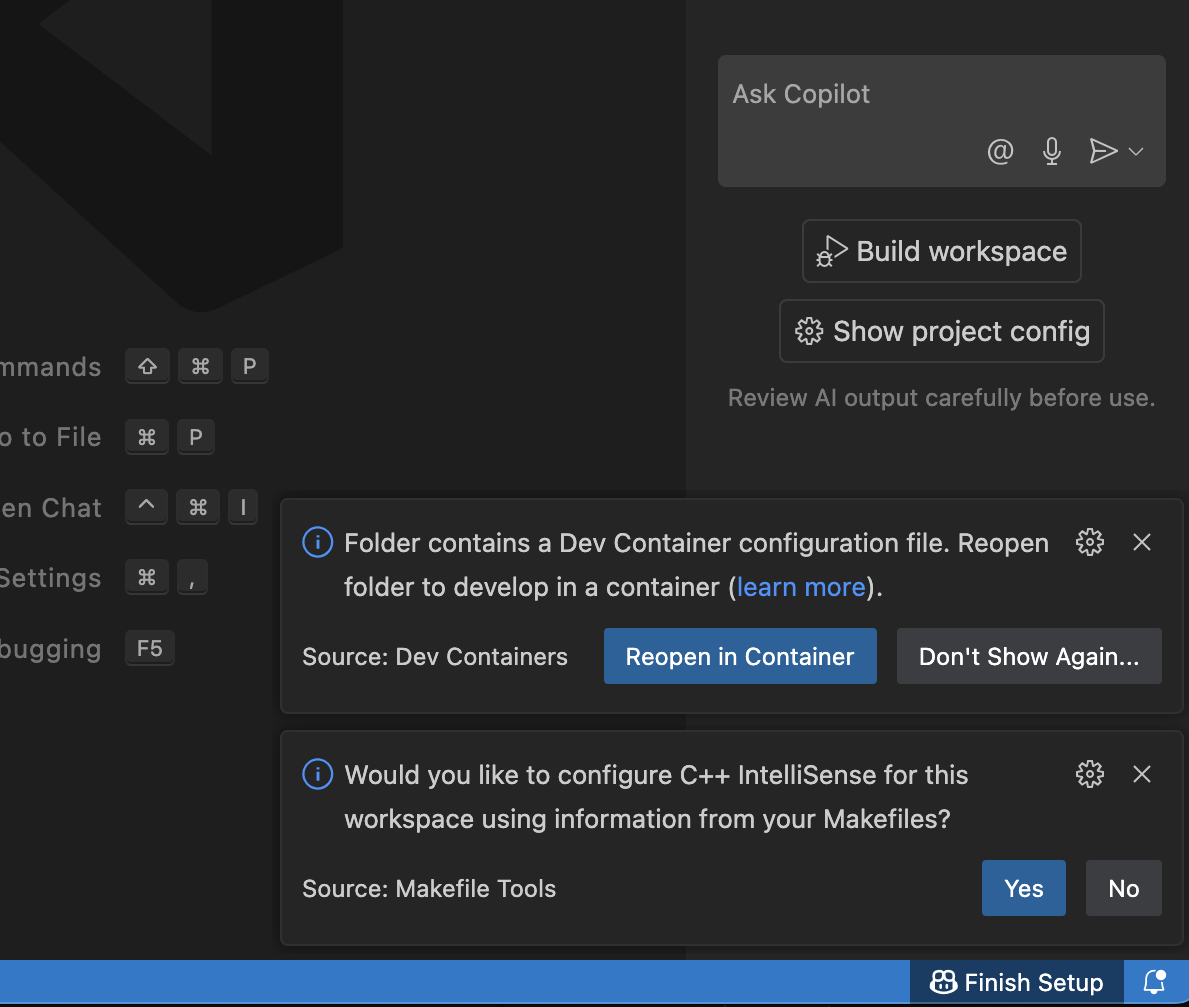 Ask Copilot
Build workspace
Show project config
Review AI output carefully before use.
mmands ⇧ ⌘ P
o to File ⌘ P
en Chat ^ ⌘ I
Settings ⌘ ,
bugging F5
Folder contains a Dev Container configuration file. Reopen
folder to develop in a container (learn more).
Source: Dev Containers Reopen in Container Don't Show Again...
Would you like to configure C++ IntelliSense for this
workspace using information from your Makefiles?
Source: Makefile Tools Yes No
Finish Setup